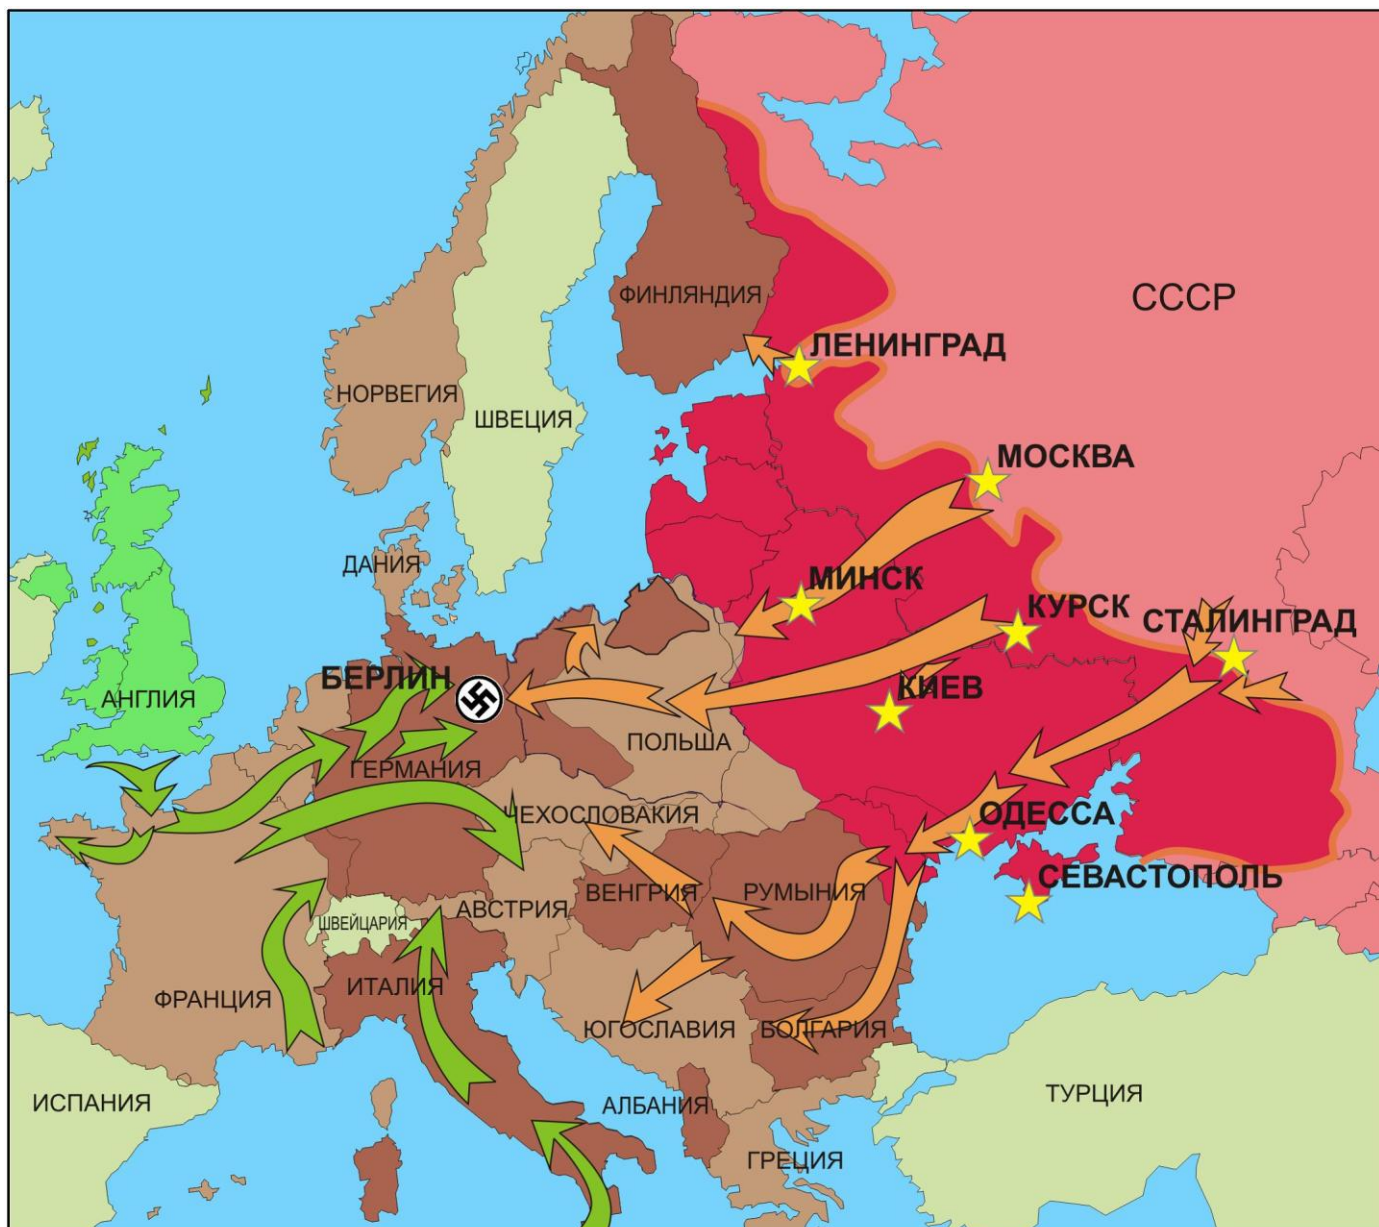 СССР
ФИНЛЯНДИЯ
ЛЕНИНГРАД
НОРВЕГИЯ
ШВЕЦИЯ
МОСКВА
ДАНИЯ
МИНСК
КУРСК
СТАЛИНГРАД
БЕРЛИН
КИЕВ
АНГЛИЯ
ПОЛЬША
ГЕРМАНИЯ
ЧЕХОСЛОВАКИЯ
ОДЕССА
СЕВАСТОПОЛЬ
ВЕНГРИЯ
РУМЫНИЯ
АВСТРИЯ
ШВЕЙЦАРИЯ
ИТАЛИЯ
ФРАНЦИЯ
ЮГОСЛАВИЯ
БОЛГАРИЯ
ИСПАНИЯ
АЛБАНИЯ
ТУРЦИЯ
ГРЕЦИЯ